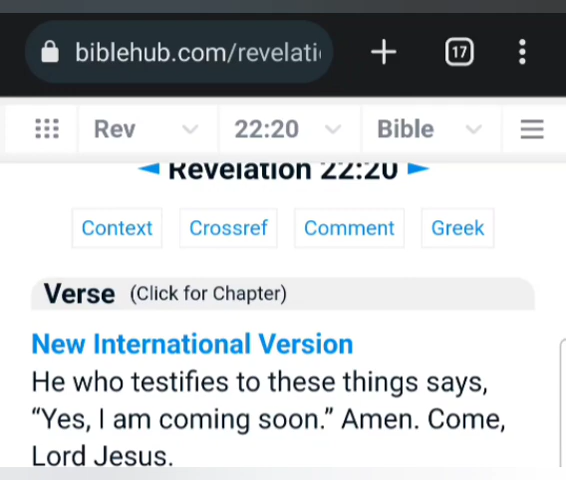 biblehub.com/revelati
17
Rev 22:20 Bible
Revelation 22:20
Context Crossref Comment Greek
Verse (Click for Chapter)
New International Version
He who testifies to these things says,
“Yes, I am coming soon.” Amen. Come,
Lord Jesus.